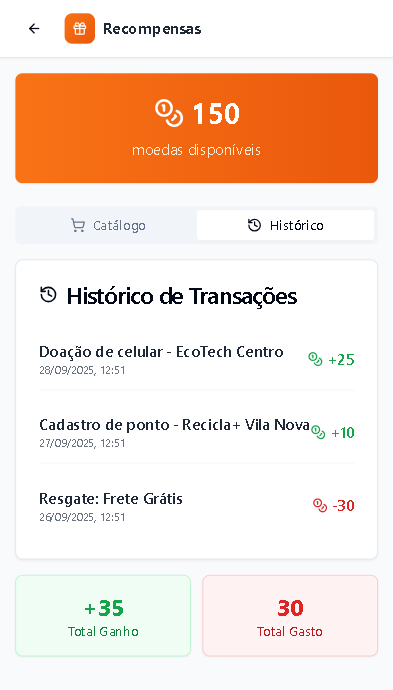 Recompensas
150
moedas disponíveis
Catálogo
Histórico
Histórico de Transações
Doação de celular - EcoTech Centro
+25
28/09/2025, 12:51
Cadastro de ponto - Recicla+ Vila Nova
+10
27/09/2025, 12:51
Resgate: Frete Grátis
-30
26/09/2025, 12:51
+35
Total Ganho
30
Total Gasto